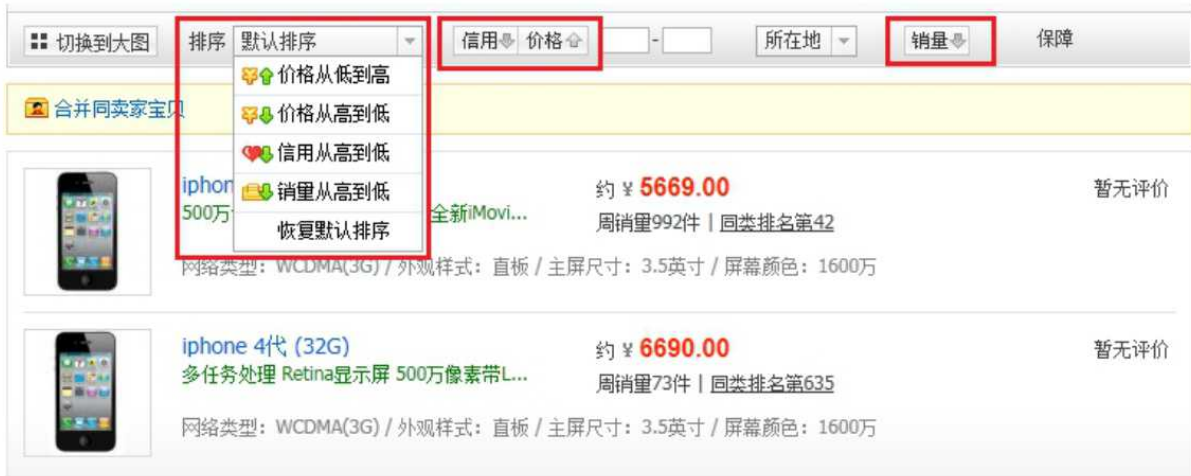 切换到大图 排序 默认排序 信用 价格 - 所在地 销量 保障
价格从低到高
价格从高到低
信用从高到低
销量从高到低
恢复默认排序
合并同卖家宝贝
iphon
500万 全新iMovi...
约 ¥ 5669.00
周销量992件 | 同类排名第42
暂无评价
网络类型：WCDMA(3G) / 外观样式：直板 / 主屏尺寸：3.5英寸 / 屏幕颜色：1600万
iphone 4代 (32G)
多任务处理 Retina显示屏 500万像素带L...
约 ¥ 6690.00
周销量73件 | 同类排名第635
暂无评价
网络类型：WCDMA(3G) / 外观样式：直板 / 主屏尺寸：3.5英寸 / 屏幕颜色：1600万